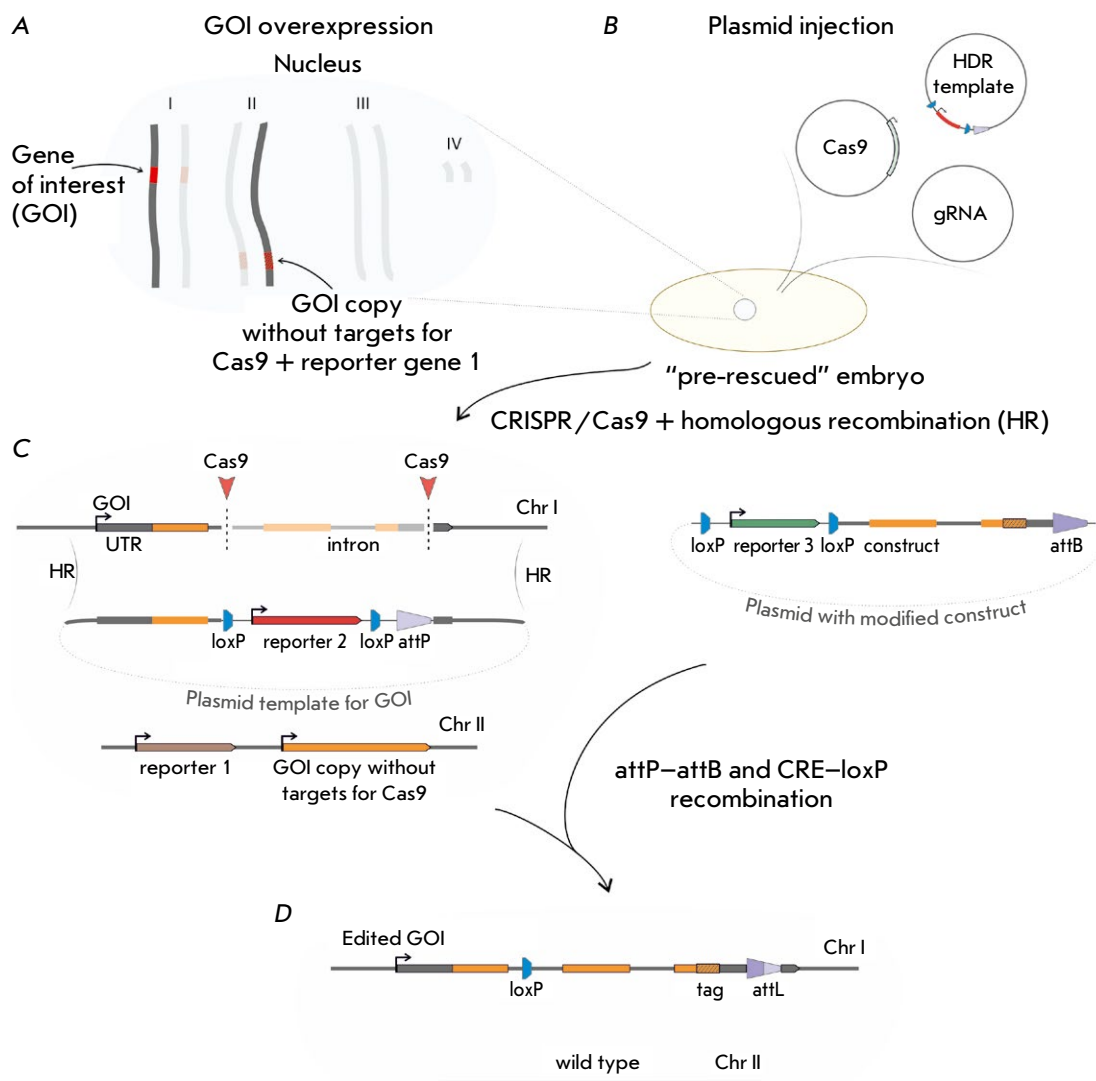 A
GOI overexpression
Nucleus
I
II
III
IV
Gene
of interest
(GOI)
GOI copy
without targets for
Cas9 + reporter gene 1
B
Plasmid injection
HDR
template
Cas9
gRNA
“pre-rescued” embryo
CRISPR/Cas9 + homologous recombination (HR)
C
Cas9
Cas9
GOI
Chr I
UTR
intron
HR
HR
loxP
reporter 2
loxP
attP
Plasmid template for GOI
Chr II
reporter 1
GOI copy without
targets for Cas9
loxP
reporter 3
loxP
construct
attB
Plasmid with modified construct
attP–attB and CRE–loxP
recombination
D
Edited GOI
Chr I
loxP
tag
attL
wild type
Chr II